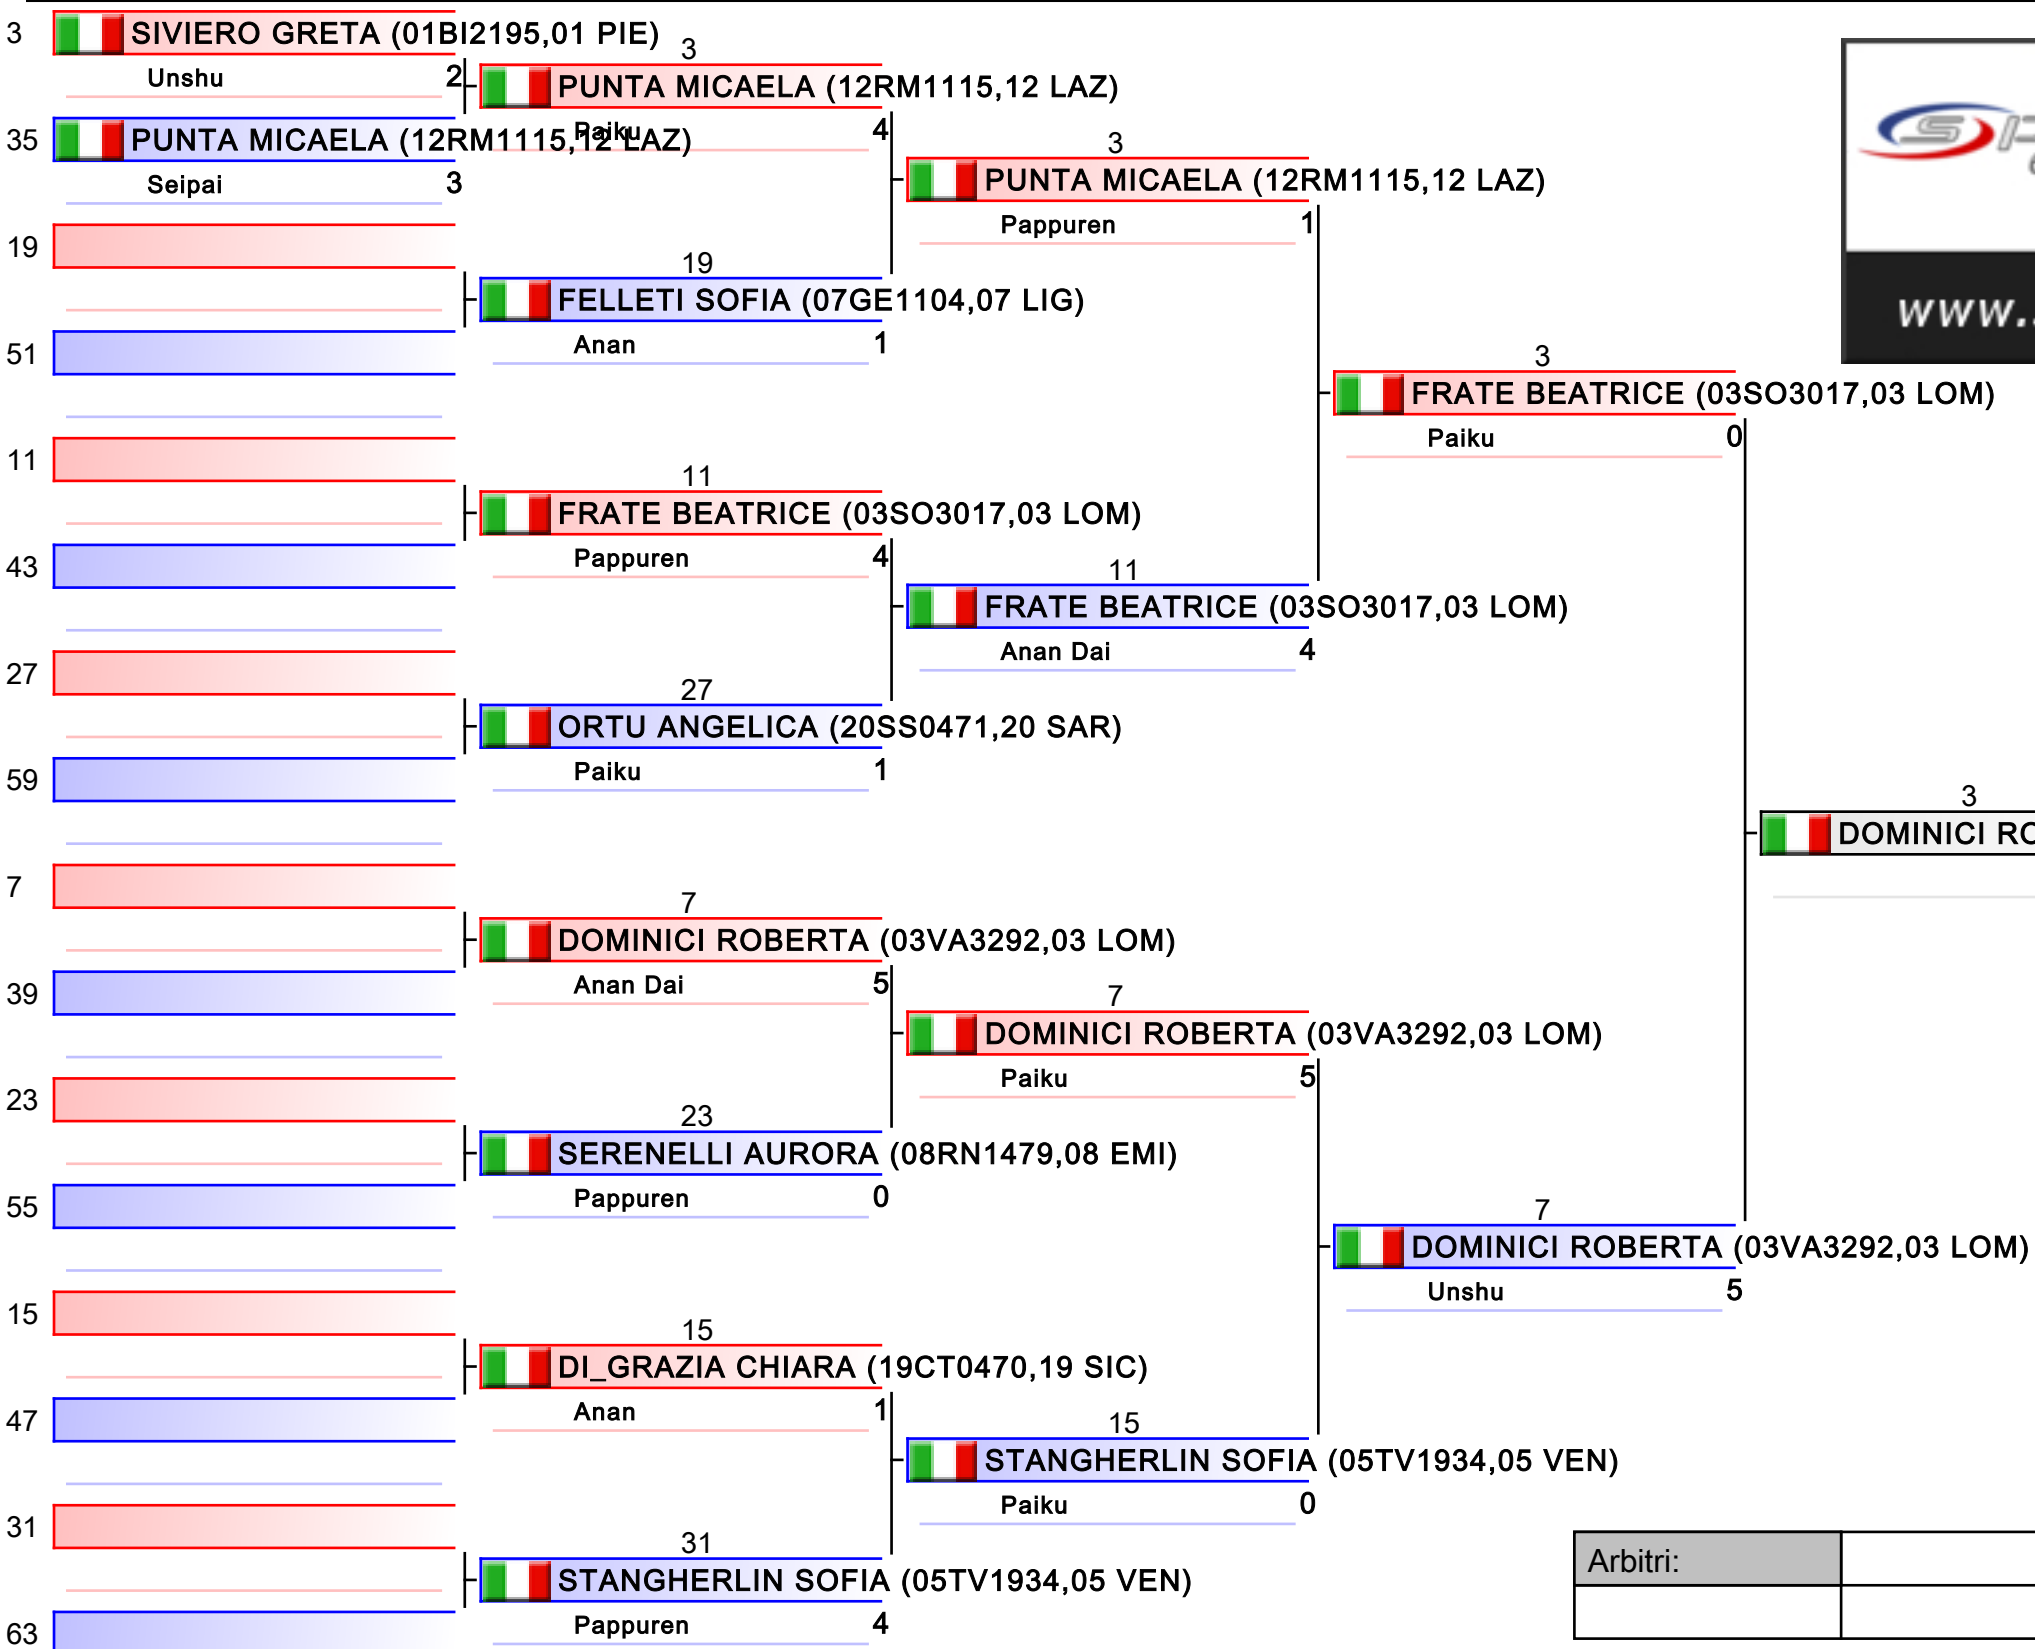 3 SIVIERO GRETA (01BI2195,01 PIE)
Unshu 2
35 PUNTA MICAELA (12RM1115,12 LAZ)
Seipai 3
19
51
11
43
27
59
7
39
23
55
15
47
31
63
3
PUNTA MICAELA (12RM1115,12 LAZ)
Paiku 4
19
FELLETI SOFIA (07GE1104,07 LIG)
Anan 1
11
FRATE BEATRICE (03SO3017,03 LOM)
Pappuren 4
27
ORTU ANGELICA (20SS0471,20 SAR)
Paiku 1
7
DOMINICI ROBERTA (03VA3292,03 LOM)
Anan Dai 5
23
SERENELLI AURORA (08RN1479,08 EMI)
Pappuren 0
15
DI_GRAZIA CHIARA (19CT0470,19 SIC)
Anan 1
31
STANGHERLIN SOFIA (05TV1934,05 VEN)
Pappuren 4
3
PUNTA MICAELA (12RM1115,12 LAZ)
Pappuren 1
11
FRATE BEATRICE (03SO3017,03 LOM)
Anan Dai 4
7
DOMINICI ROBERTA (03VA3292,03 LOM)
Paiku 5
15
STANGHERLIN SOFIA (05TV1934,05 VEN)
Paiku 0
3
FRATE BEATRICE (03SO3017,03 LOM)
Paiku 0
7
DOMINICI ROBERTA (03VA3292,03 LOM)
Unshu 5
3
DOMINICI RO
www.
Arbitri: